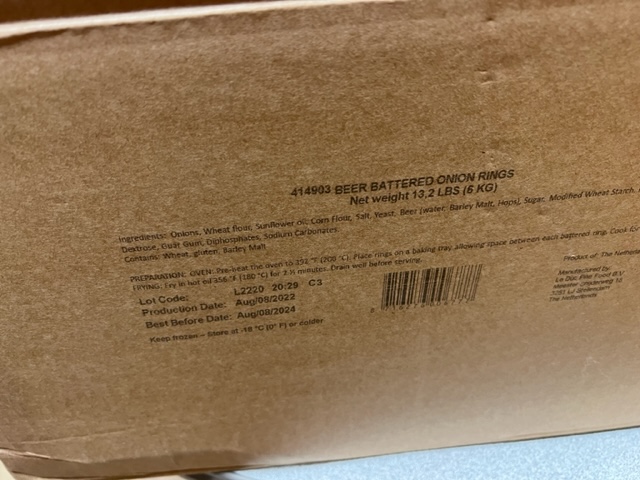 414903 BEER BATTERED ONION RINGS
Net weight 13.2 LBS (6 KG)
Ingredients: Onions, Wheat flour, Sunflower oil, Corn Flour, Salt, Yeast, Beer (water, Barley Malt, Hops), Sugar, Modified Wheat Starch,
Dextrose, Guar Gum, Diphosphates, Sodium Carbonates
Contains: Wheat, gluten, Barley Malt
PREPARATION: OVEN: Pre-heat the oven to 392 °F (200 °C). Place rings on a baking tray allowing space between each battered ring. Cook for
FRYING: Fry in hot oil 356 °F (180 °C) for 2 ½ minutes. Drain well before serving.
Lot Code: L2220 20:29 C3
Production Date: Aug/08/2022
Best Before Date: Aug/08/2024
Keep frozen – Store at -18 °C (0° F) or colder
Product of: The Netherlands
Manufactured by:
Food B.V.
The Netherlands